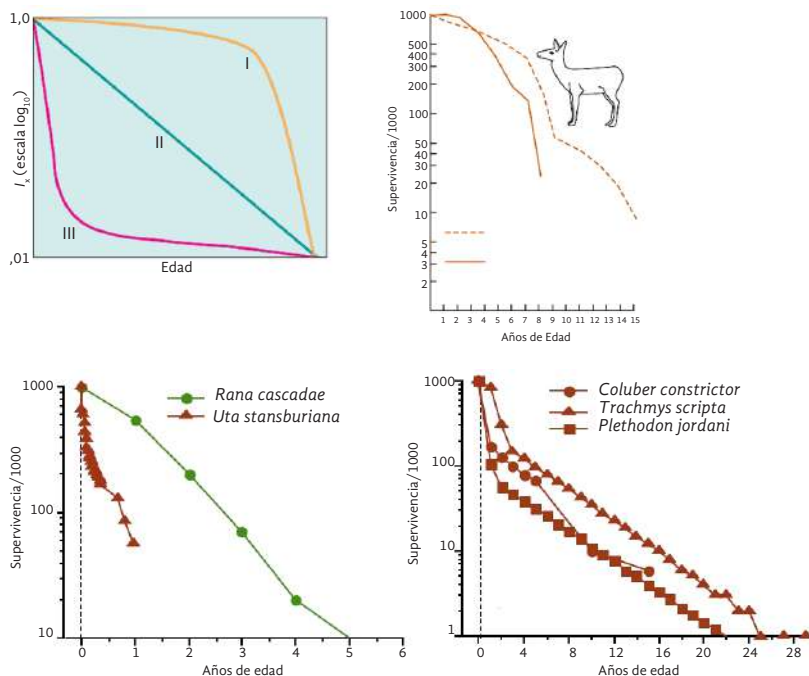 1,0
I
II
III
l_x (escala log_10)
,01
Edad
1000
500
400
300
200
100
50
40
30
20
10
5
4
3
2
Supervivencia/1000
1 2 3 4 5 6 7 8 9 10 11 12 13 14 15
Años de Edad
1000
100
10
Supervivencia/1000
Rana cascadae
Uta stansburiana
0 1 2 3 4 5 6
Años de edad
1000
100
10
1
Supervivencia/1000
Coluber constrictor
Trachmys scripta
Plethodon jordani
0 4 8 12 16 20 24 28
Años de edad